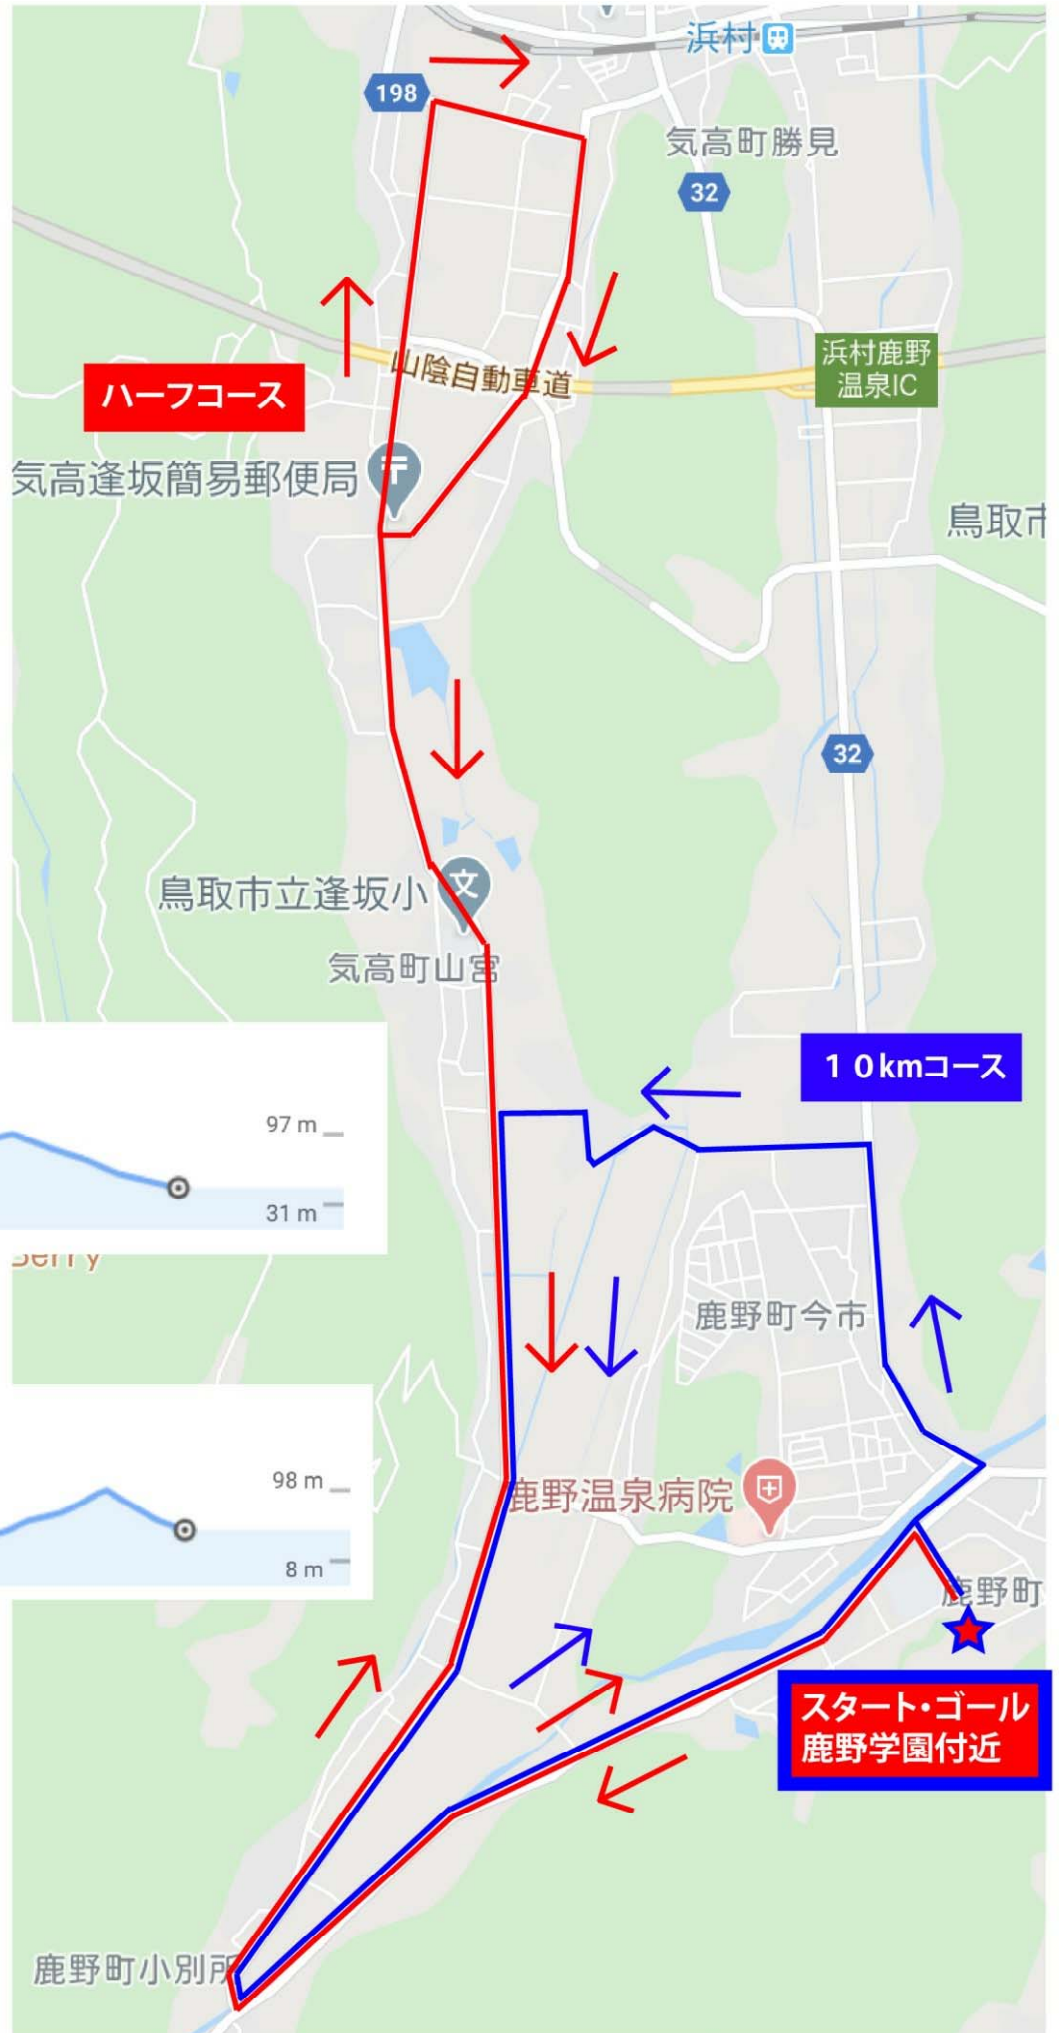 浜村
198
気高町勝見
32
浜村鹿野
温泉IC
山陰自動車道
ハーフコース
気高逢坂簡易郵便局
〒
鳥取市
32
文
鳥取市立逢坂小
気高町山宮
10kmコース
97 m
31 m
Berry
鹿野町今市
98 m
鹿野温泉病院
8 m
鹿野町
スタート・ゴール
鹿野学園付近
鹿野町小別所